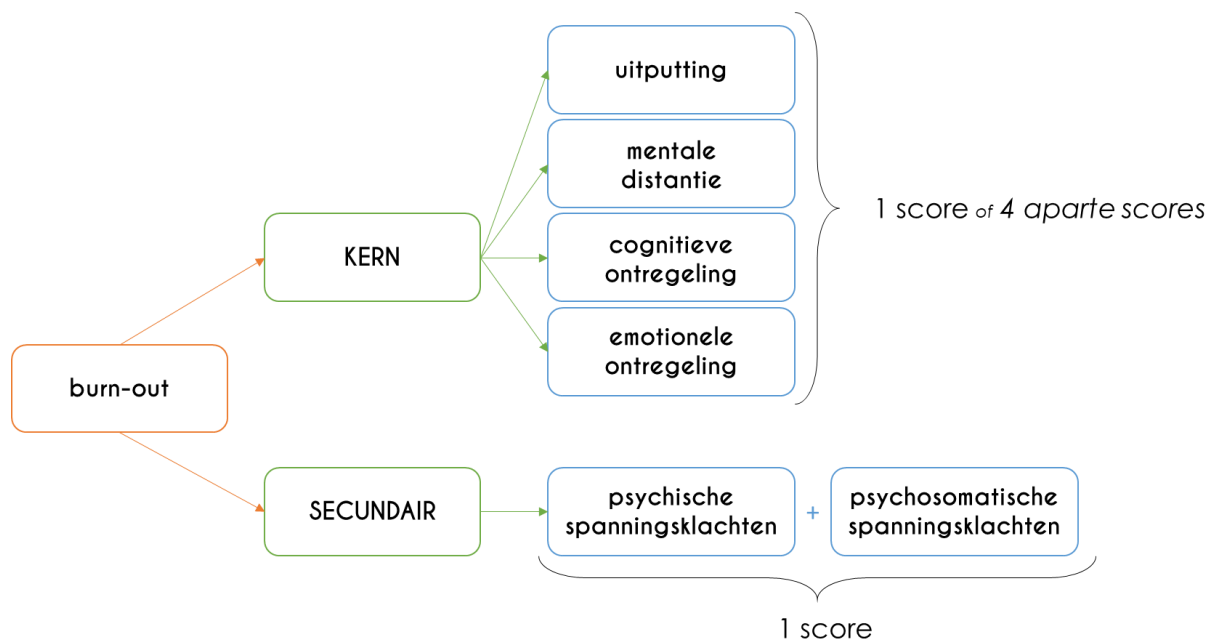 uitputting
mentale
distantie
1 score of 4 aparte scores
KERN
cognitieve
ontregeling
emotionele
ontregeling
burn-out
SECUNDAIR
psychische
spanningsklachten
+
psychosomatische
spanningsklachten
1 score